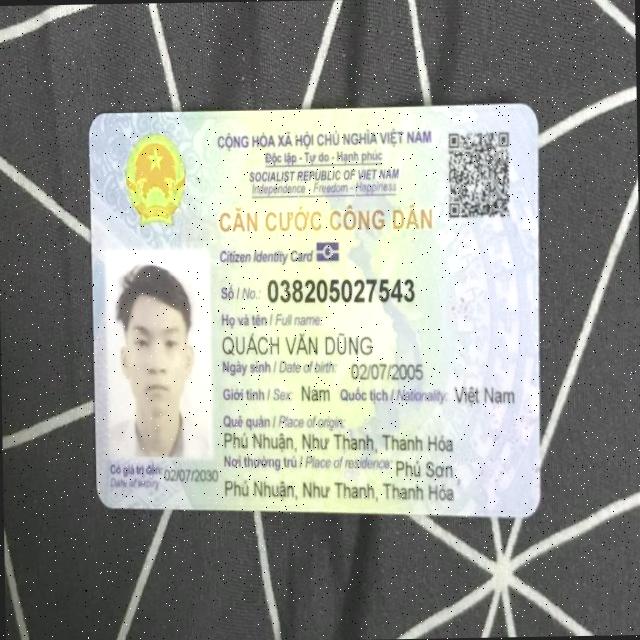 CỘNG HÒA XÃ HỘI CHỦ NGHĨA VIỆT NAM
Độc lập - Tự do - Hạnh phúc
SOCIALIST REPUBLIC OF VIET NAM
Independence - Freedom - Happiness
CĂN CƯỚC CÔNG DÂN
Citizen Identity Card
Số / No.: 038205027543
Họ và tên / Full name:
QUÁCH VĂN DŨNG
Ngày sinh / Date of birth: 02/07/2005
Giới tính / Sex: Nam Quốc tịch / Nationality: Việt Nam
Quê quán / Place of origin:
Phú Nhuận, Như Thanh, Thanh Hóa
Nơi thường trú / Place of residence: Phú Sơn,
Phú Nhuận, Như Thanh, Thanh Hóa
Có giá trị đến: 02/07/2030
Date of expiry